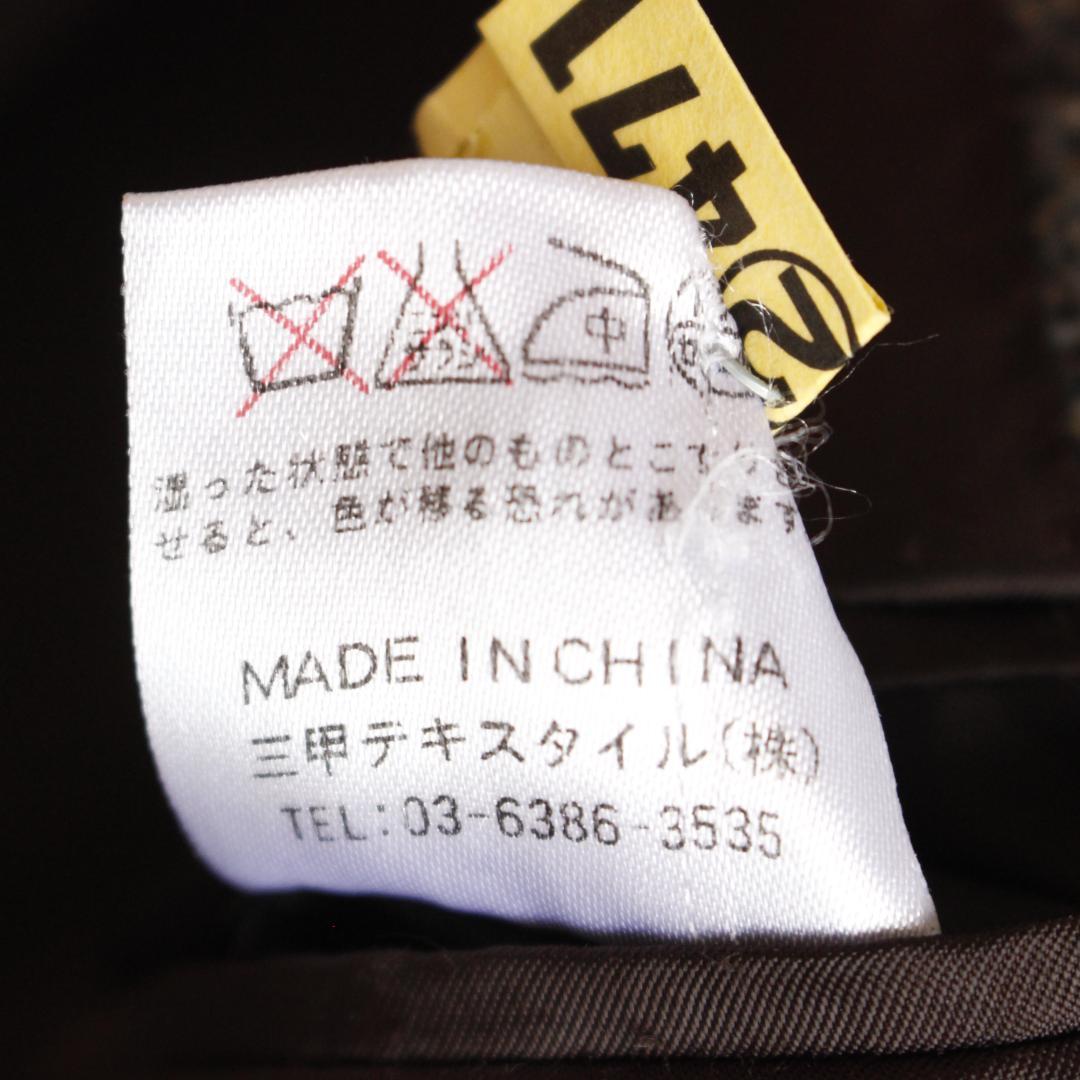 中
湿った状態で他のものとこす
せると、色が移る恐れがあ ます
MADE IN CHINA
三甲テキスタイル(株)
TEL:03-6386-3535